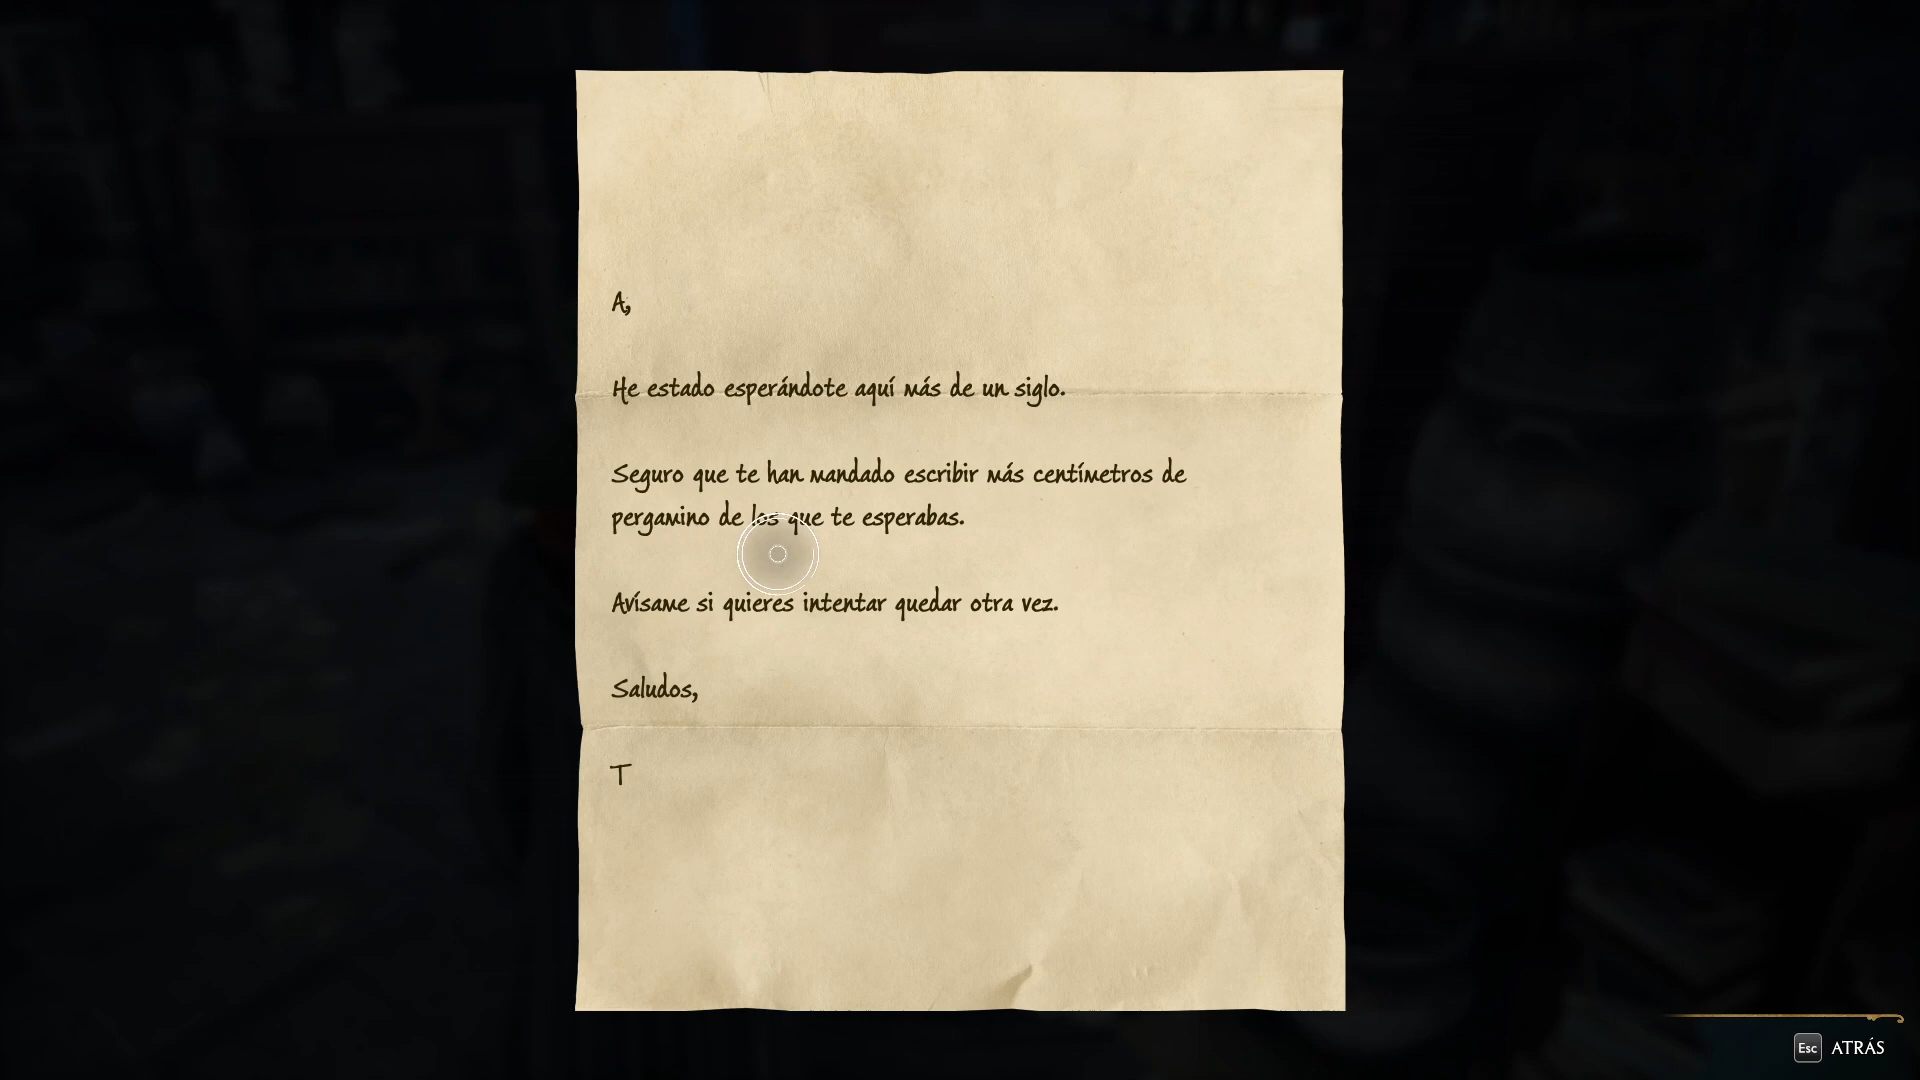 A,
He estado esperándote aquí más de un siglo.
Seguro que te han mandado escribir más centímetros de
pergamino de los que te esperabas.
Avísame si quieres intentar quedar otra vez.
Saludos,
T
Esc ATRÁS